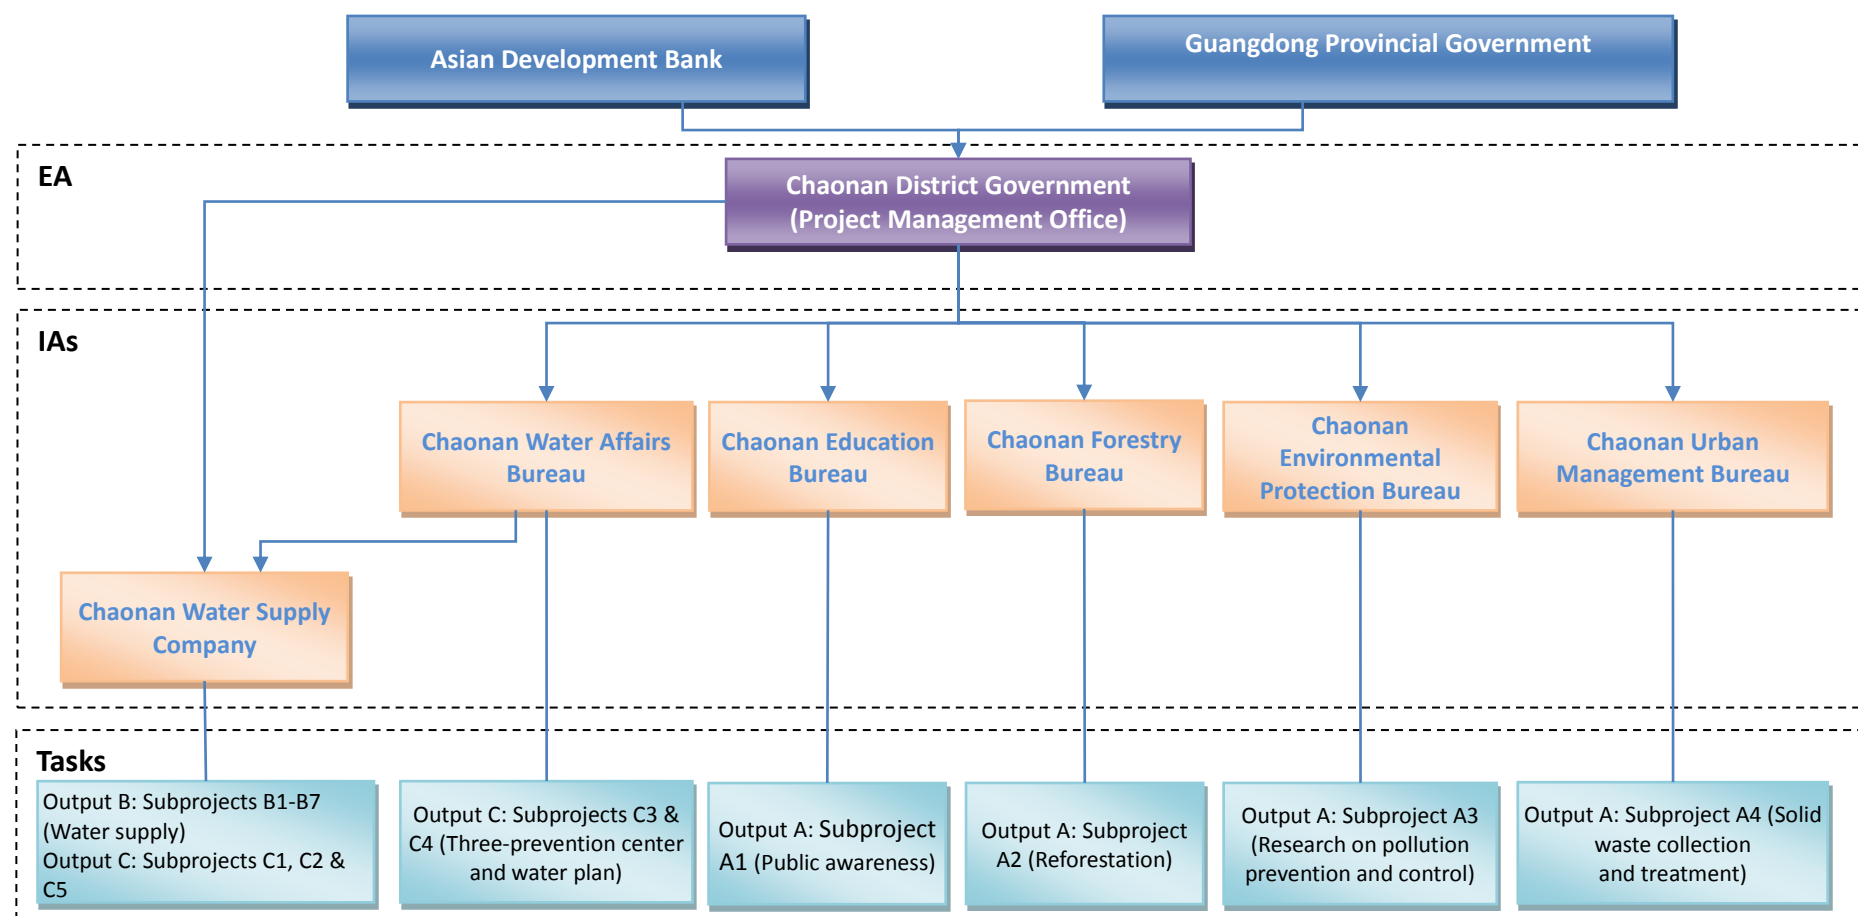 Asian Development Bank
Guangdong Provincial Government
EA
Chaonan District Government
(Project Management Office)
IAs
Chaonan Water Affairs
Bureau
Chaonan Education
Bureau
Chaonan Forestry
Bureau
Chaonan
Environmental
Protection Bureau
Chaonan Urban
Management Bureau
Chaonan Water Supply
Company
Tasks
Output B: Subprojects B1-B7
(Water supply)
Output C: Subprojects C1, C2 &
C5
Output C: Subprojects C3 &
C4 (Three-prevention center
and water plan)
Output A: Subproject
A1 (Public awareness)
Output A: Subproject
A2 (Reforestation)
Output A: Subproject A3
(Research on pollution
prevention and control)
Output A: Subproject A4 (Solid
waste collection
and treatment)